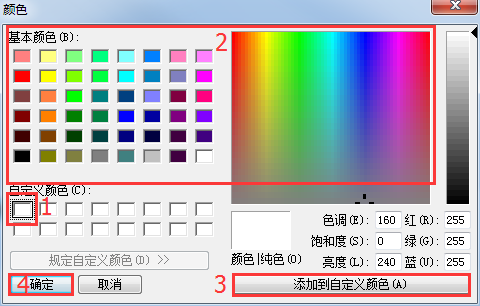 颜色
基本颜色(B):
2
自定义颜色(C):
1
色调(E): 160 红(R): 255
饱和度(S): 0 绿(G): 255
颜色|纯色(O) 亮度(L): 240 蓝(U): 255
规定自定义颜色(D) >>
4 确定 取消 3 添加到自定义颜色(A)